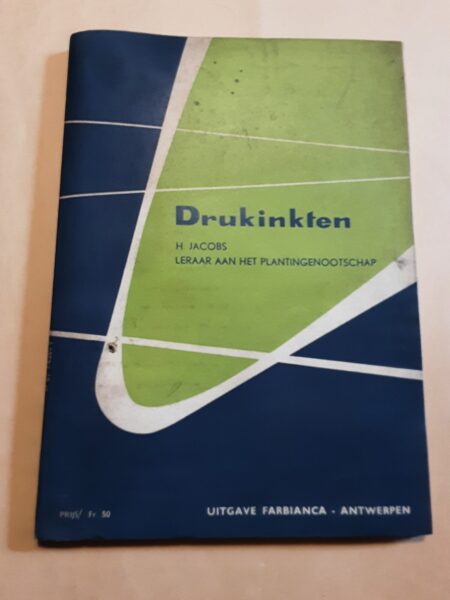 Drukinkten
H JACOBS
LERAAR AAN HET PLANTINGENOOTSCHAP
PRIJS/ Fr 50
UITGAVE FARBIANCA - ANTWERPEN